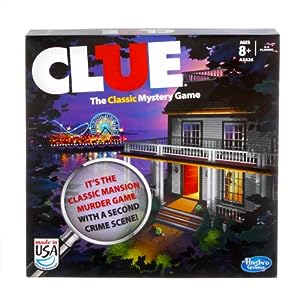 CLUE
The Classic Mystery Game
AGES
8+
A5826
IT'S THE
CLASSIC MANSION
MURDER GAME
WITH A SECOND
CRIME SCENE!
made in
USA
Hasbro
Gaming